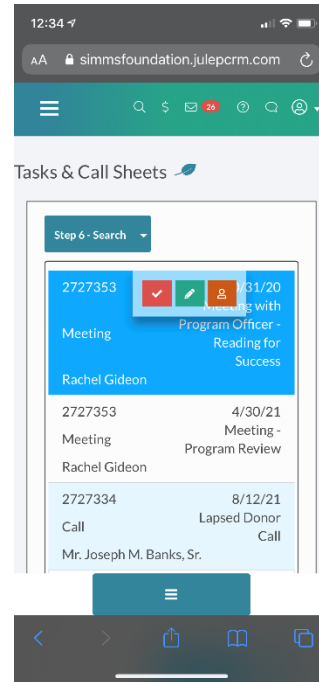 12:34
AA simmsfoundation.julepcrm.com
$ 26
Tasks & Call Sheets
Step 6 - Search
2727353 /31/20
Meeting with
Meeting Program Officer -
Reading for
Success
Rachel Gideon
2727353 4/30/21
Meeting Meeting -
Program Review
Rachel Gideon
2727334 8/12/21
Call Lapsed Donor
Call
Mr. Joseph M. Banks, Sr.